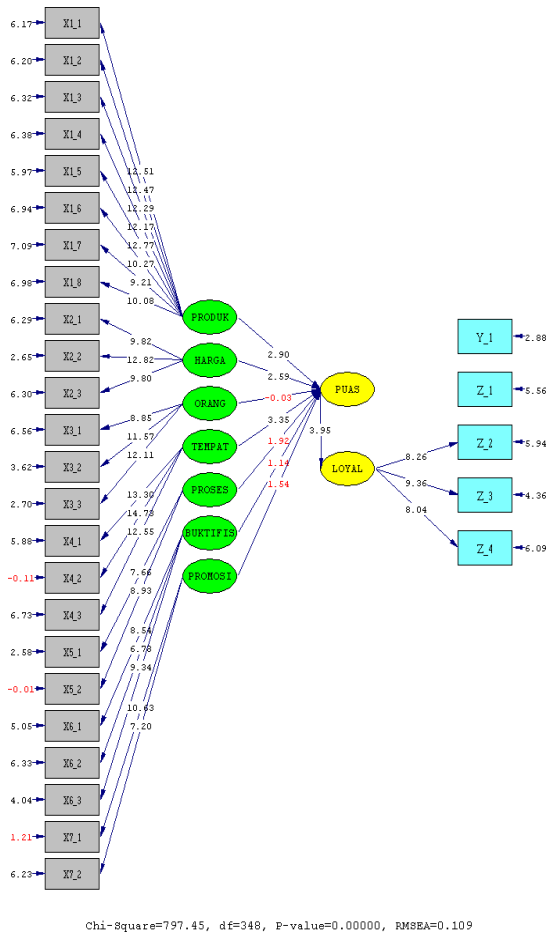 6.17 X1_1
6.20 X1_2
6.32 X1_3
6.38 X1_4
5.97 X1_5 12.51
12.47
6.94 X1_6 12.29
12.17
7.09 X1_7 12.77
10.27
6.98 X1_8 9.21
10.08
6.29 X2_1 PRODUK
9.82 2.90 Y_1 2.88
2.65 X2_2 12.82 HARGA 2.59
9.80
6.30 X2_3 ORANG -0.03 PUAS Z_1 5.56
6.56 X3_1 8.85 3.35
11.57 TEMPAT 1.92 3.95 Z_2 5.94
3.62 X3_2 12.11 1.14 8.26
PROSES 1.54 LOYAL 9.36
2.70 X3_3 13.30 8.04 Z_3 4.36
14.73
5.88 X4_1 12.55 BUKTIFIS Z_4 6.09
-0.11 X4_2 7.66 PROMOSI
8.93
6.73 X4_3
8.54
2.58 X5_1 6.78
9.34
-0.01 X5_2
10.63
5.05 X6_1 7.20
6.33 X6_2
4.04 X6_3
1.21 X7_1
6.23 X7_2
Chi-Square=797.45, df=348, P-value=0.00000, RMSEA=0.109